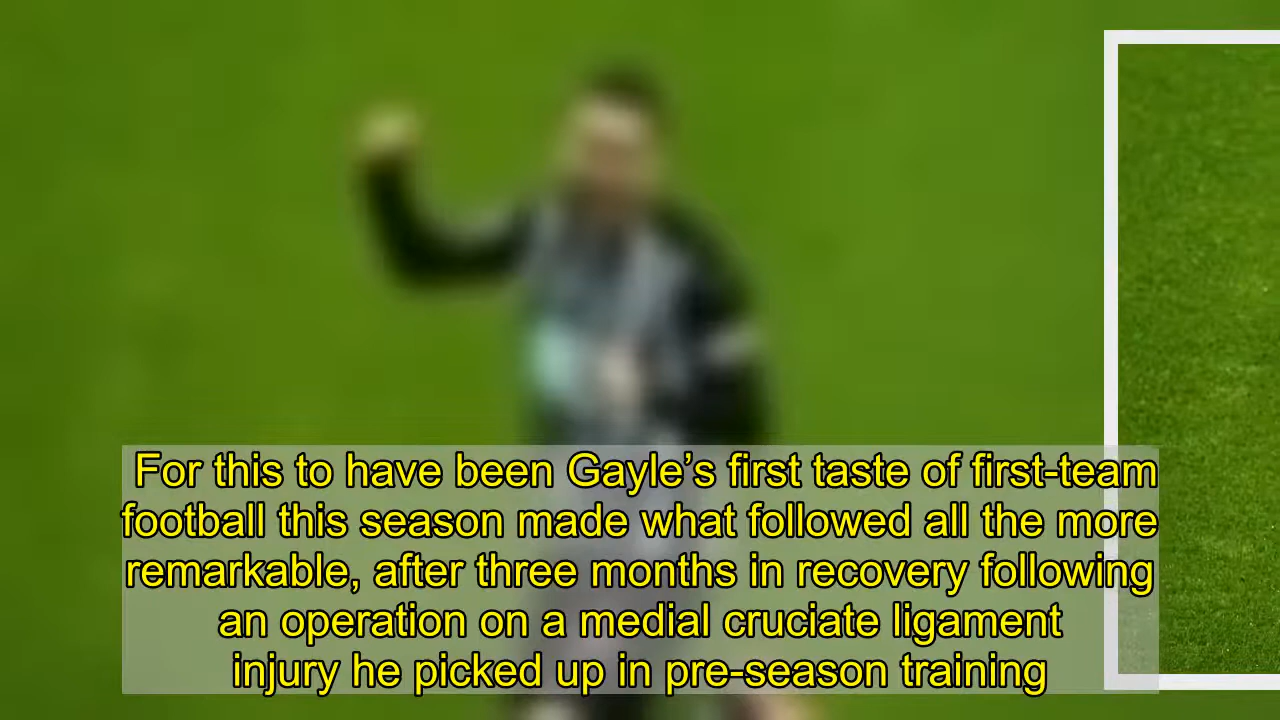 For this to have been Gayle’s first taste of first-team
football this season made what followed all the more
remarkable, after three months in recovery following
an operation on a medial cruciate ligament
injury he picked up in pre-season training